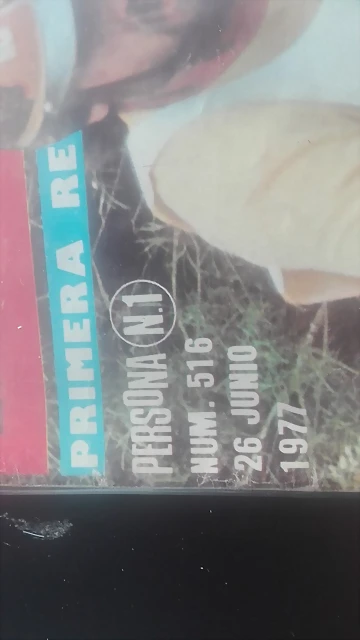 PRIMERA RE
PERSONA N.1
NUM. 516
26 JUNIO
1977